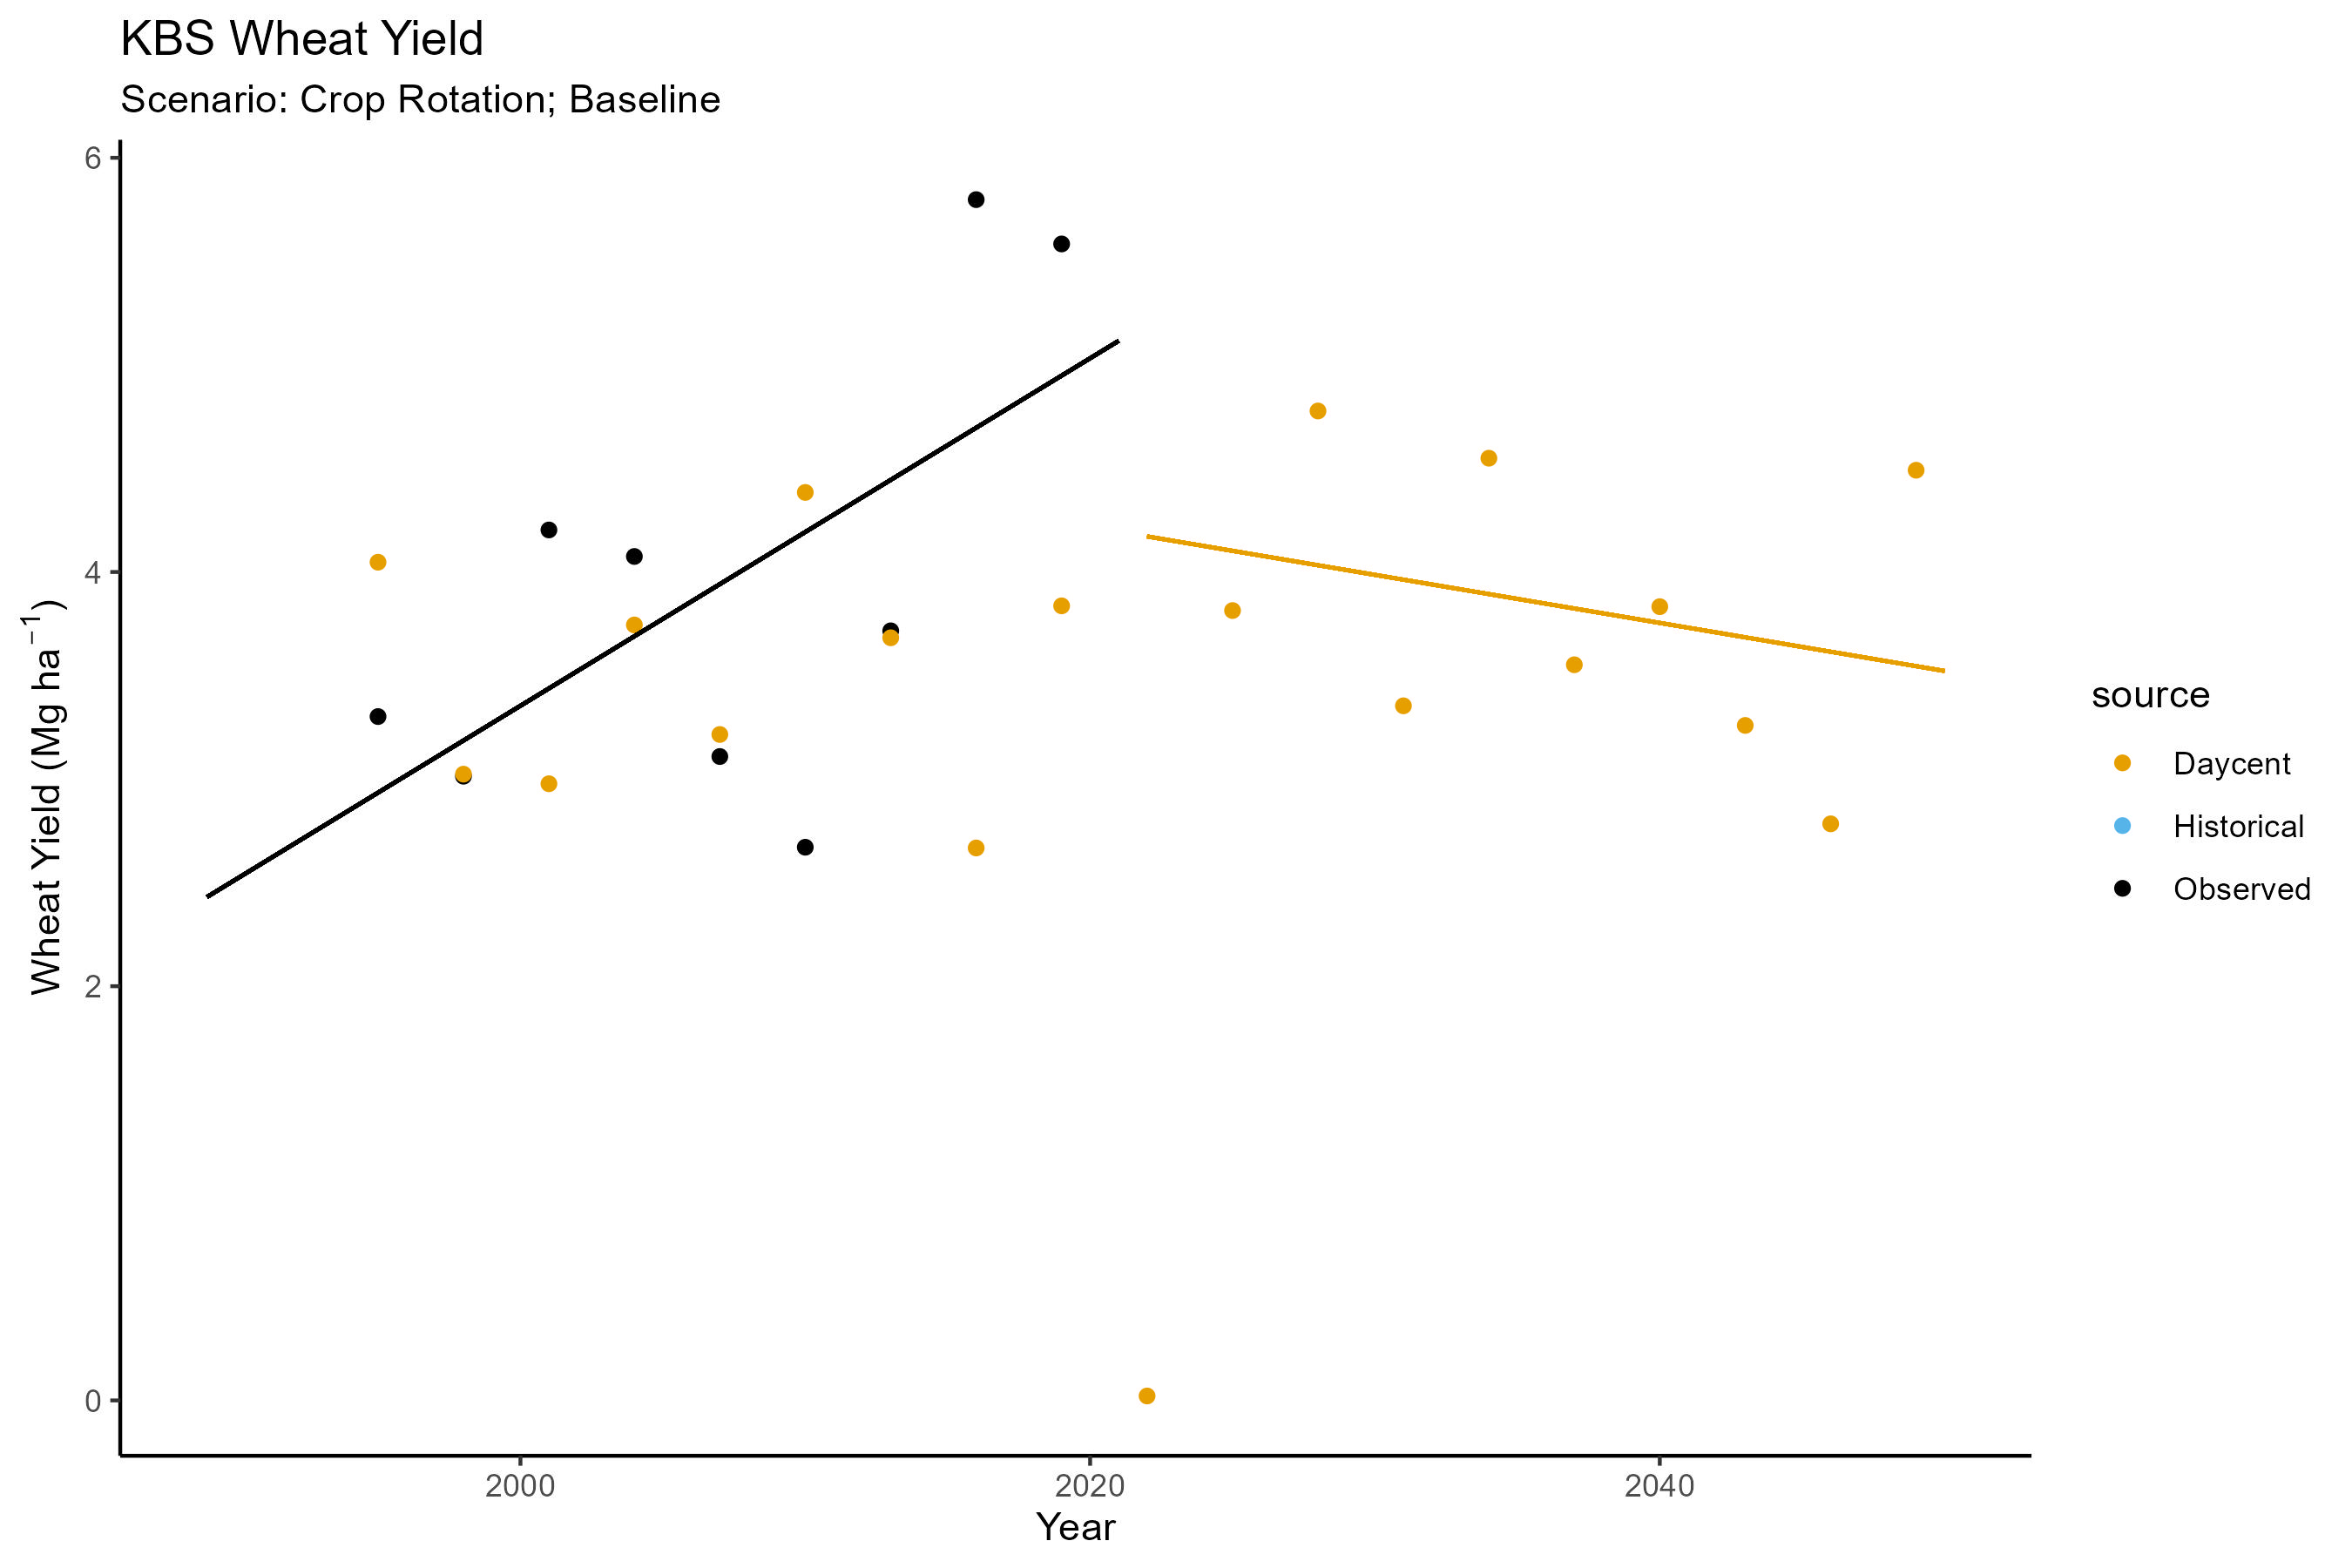 KBS Wheat Yield
Scenario: Crop Rotation; Baseline
Wheat Yield (Mg ha⁻¹)
6
4
2
0
2000 2020 2040
Year
source
Daycent
Historical
Observed